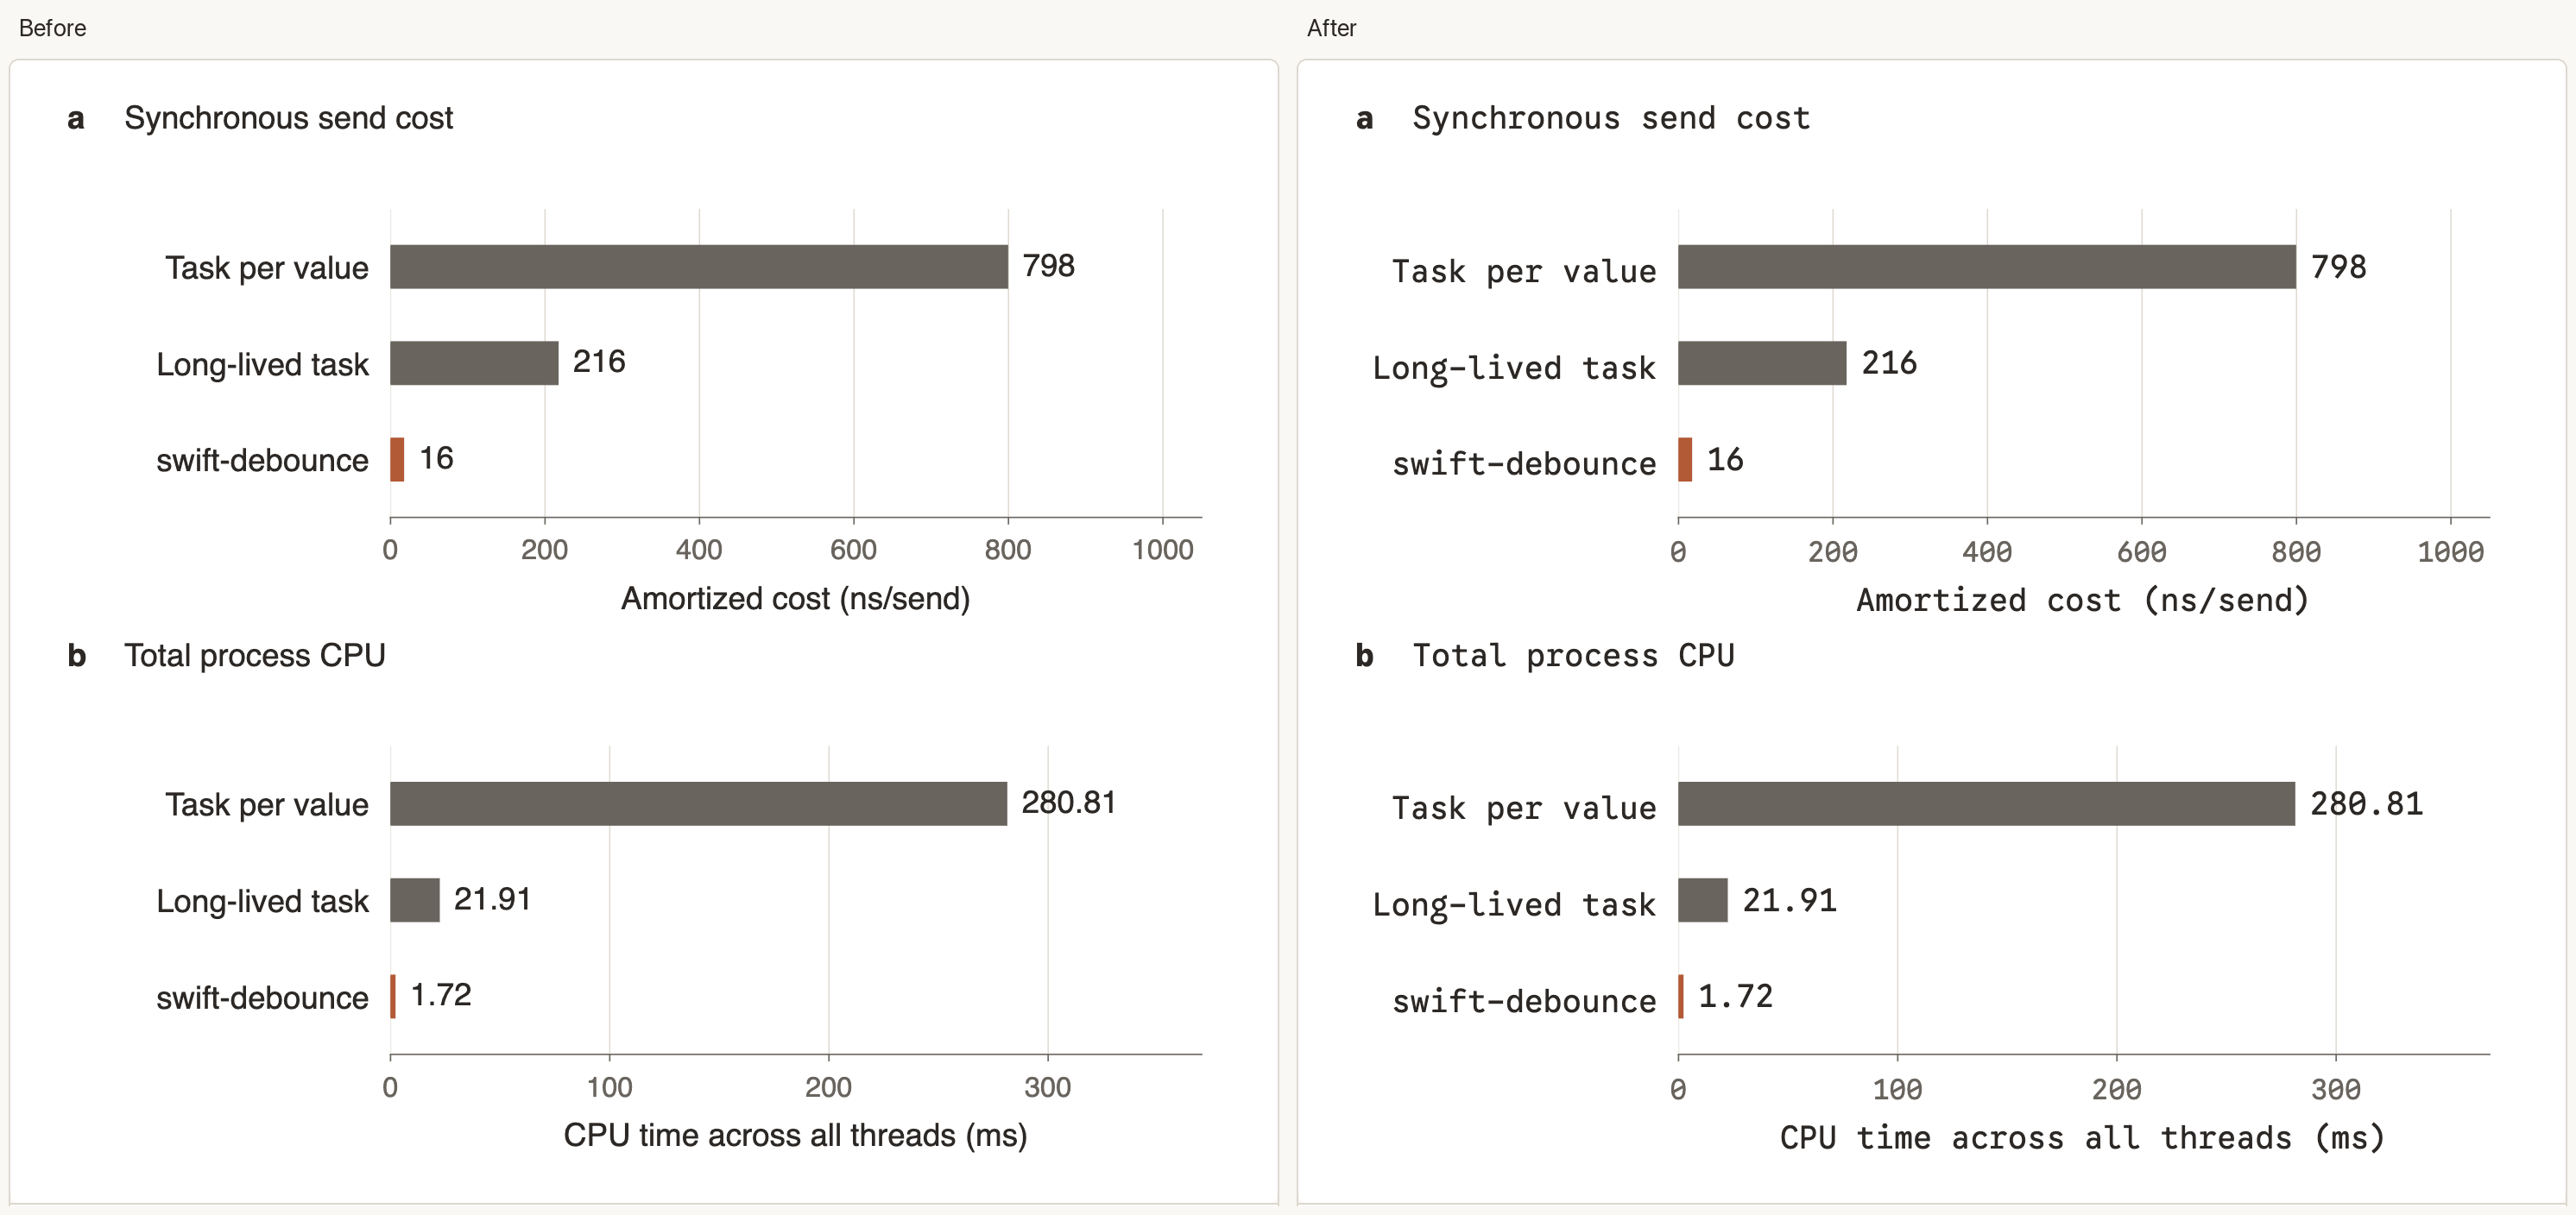 Before
a Synchronous send cost
Task per value 798
Long-lived task 216
swift-debounce 16
0 200 400 600 800 1000
Amortized cost (ns/send)
b Total process CPU
Task per value 280.81
Long-lived task 21.91
swift-debounce 1.72
0 100 200 300
CPU time across all threads (ms)
After
a Synchronous send cost
Task per value 798
Long-lived task 216
swift-debounce 16
0 200 400 600 800 1000
Amortized cost (ns/send)
b Total process CPU
Task per value 280.81
Long-lived task 21.91
swift-debounce 1.72
0 100 200 300
CPU time across all threads (ms)